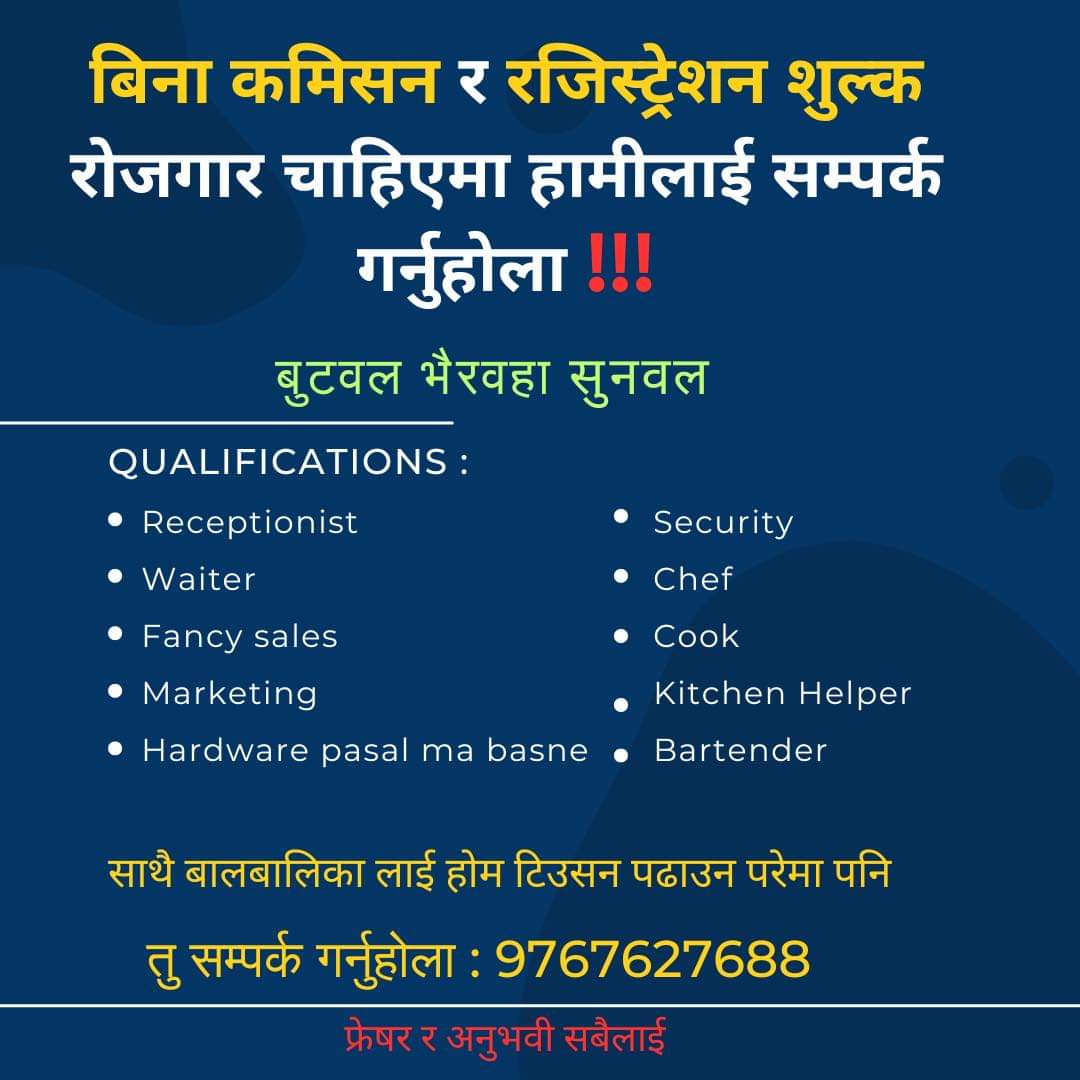 बिना कमिसन र रजिस्ट्रेशन शुल्क
रोजगार चाहिएमा हामीलाई सम्पर्क
गर्नुहोला !!!
बुटवल भैरवहा सुनवल
QUALIFICATIONS :
• Receptionist
• Waiter
• Fancy sales
• Marketing
• Hardware pasal ma basne
• Security
• Chef
• Cook
• Kitchen Helper
• Bartender
साथै बालबालिका लाई होम टिउसन पढाउन परेमा पनि
तु सम्पर्क गर्नुहोला : 9767627688
फ्रेषर र अनुभवी सबैलाई